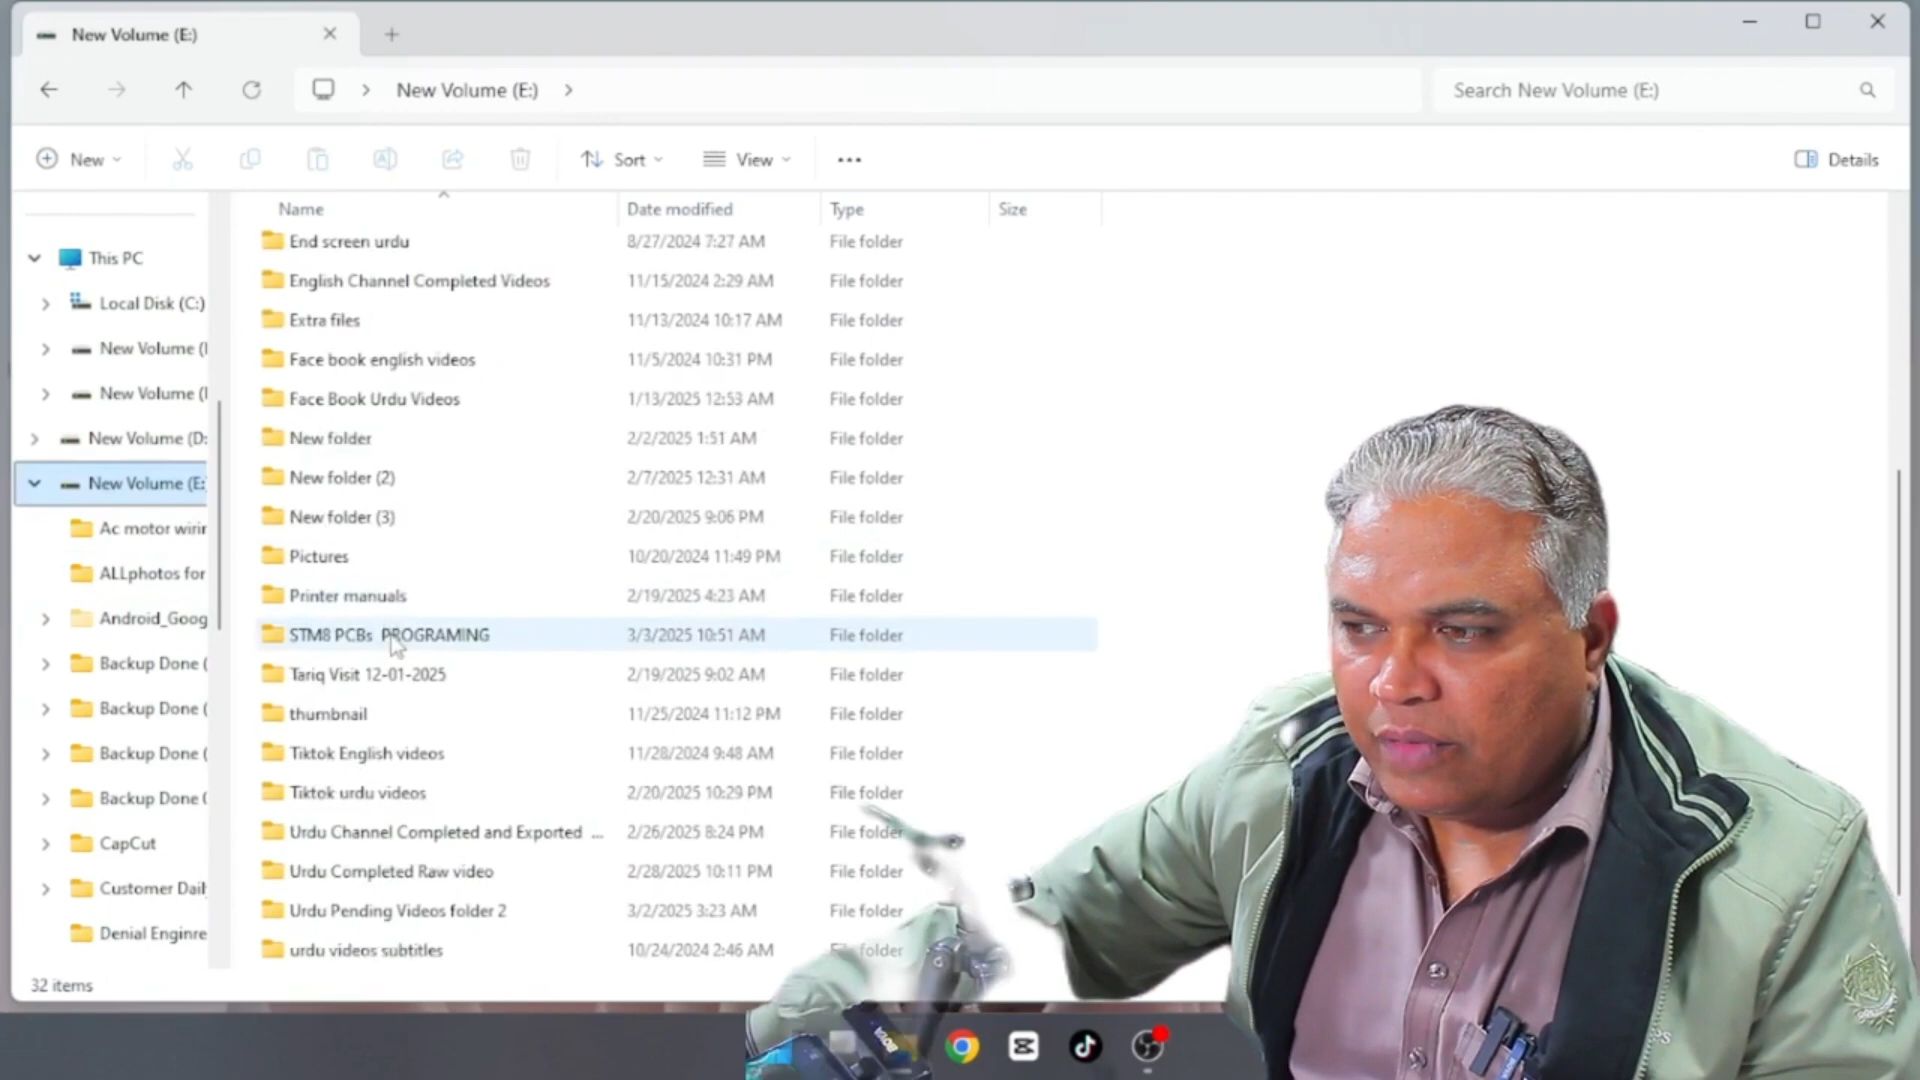 New Volume (E:)
New Volume (E:)
Search New Volume (E:)
New
Sort
View
Details
Name Date modified Type Size
End screen urdu 8/27/2024 7:27 AM File folder
English Channel Completed Videos 11/15/2024 2:29 AM File folder
Extra files 11/13/2024 10:17 AM File folder
Face book english videos 11/5/2024 10:31 PM File folder
Face Book Urdu Videos 1/13/2025 12:53 AM File folder
New folder 2/2/2025 1:51 AM File folder
New folder (2) 2/7/2025 12:31 AM File folder
New folder (3) 2/20/2025 9:06 PM File folder
Pictures 10/20/2024 11:49 PM File folder
Printer manuals 2/19/2025 4:23 AM File folder
STM8 PCBs PROGRAMING 3/3/2025 10:51 AM File folder
Tariq Visit 12-01-2025 2/19/2025 9:02 AM File folder
thumbnail 11/25/2024 11:12 PM File folder
Tiktok English videos 11/28/2024 9:48 AM File folder
Tiktok urdu videos 2/20/2025 10:29 PM File folder
Urdu Channel Completed and Exported ... 2/26/2025 8:24 PM File folder
Urdu Completed Raw video 2/28/2025 10:11 PM File folder
Urdu Pending Videos folder 2 3/2/2025 3:23 AM File folder
urdu videos subtitles 10/24/2024 2:46 AM File folder
This PC
Local Disk (C:)
New Volume (
New Volume (
New Volume (D:
New Volume (E:
Ac motor wirin
ALLphotos for
Android_Goog
Backup Done (
Backup Done (
Backup Done (
Backup Done (
CapCut
Customer Dail
Denial Enginre
32 items
BOYA